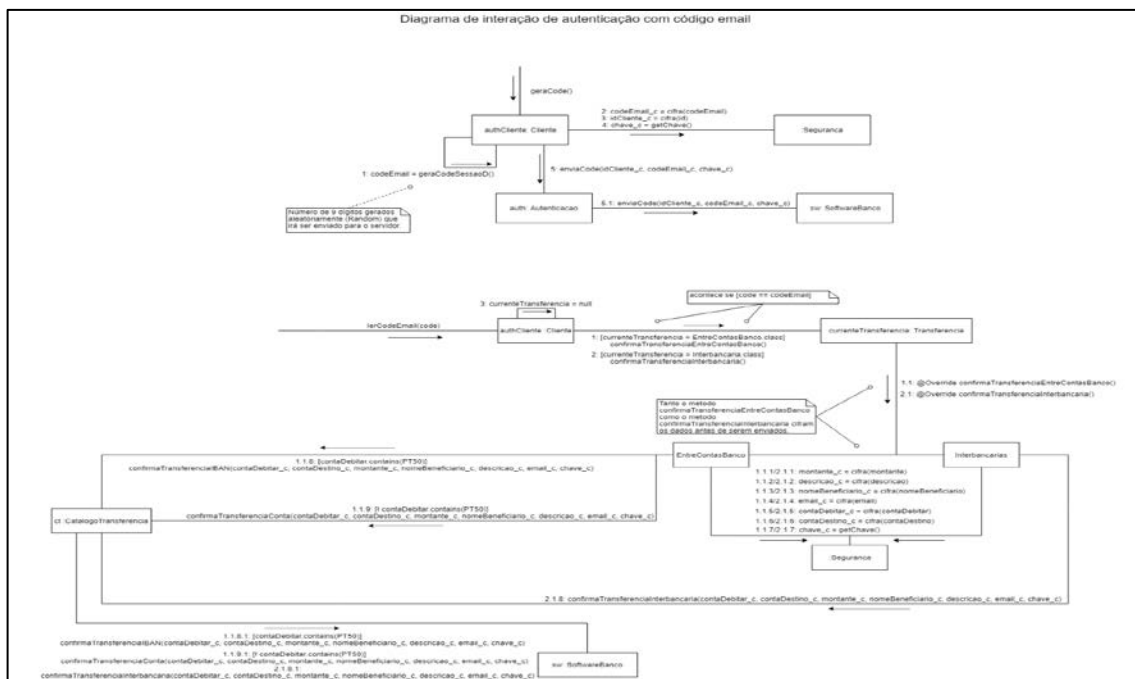 Diagrama de interação de autenticação com código email
geraCode()
authCliente: Cliente
2: codeEmail_c = cifra(codeEmail)
3: idCliente_c = cifra(id)
4: chave_c = getChave()
:Seguranca
1: codeEmail = geraCodeSessaoID()
5: enviaCode(idCliente_c, codeEmail_c, chave_c)
Número de 9 dígitos gerados
aleatoriamente (Random) que
irá ser enviado para o servidor.
auth: Autenticacao
5.1: enviaCode(idCliente_c, codeEmail_c, chave_c)
sw: SoftwareBanco
3: currenteTransferencia = null
acontece se [code == codeEmail]
lerCodeEmail(code)
authCliente: Cliente
currenteTransferencia: Transferencia
1: [currenteTransferencia = EntreContasBanco.class]
confirmaTransferenciaEntreContasBanco()
2: [currenteTransferencia = Interbancaria.class]
confirmaTransferenciaInterbancaria()
1.1: @Override confirmaTransferenciaEntreContasBanco()
2.1: @Override confirmaTransferenciaInterbancaria()
Tanto o metodo
confirmaTransferenciaEntreContasBanco
como o metodo
confirmaTransferenciaInterbancaria cifram
os dados antes de serem enviados.
1.1.8: [contaDebitar.contains(PT50)]
confirmaTransferenciaIBAN(contaDebitar_c, contaDestino_c, montante_c, nomeBeneficiario_c, descricao_c, email_c, chave_c)
EntreContasBanco
Interbancarias
1.1.1/2.1.1: montante_c = cifra(montante)
1.1.2/2.1.2: descricao_c = cifra(descricao)
1.1.3/2.1.3: nomeBeneficiario_c = cifra(nomeBeneficiario)
1.1.4/2.1.4: email_c = cifra(email)
1.1.5/2.1.5: contaDebitar_c = cifra(contaDebitar)
1.1.6/2.1.6: contaDestino_c = cifra(contaDestino)
1.1.7/2.1.7: chave_c = getChave()
1.1.9: [! contaDebitar.contains(PT50)]
confirmaTransferenciaConta(contaDebitar_c, contaDestino_c, montante_c, nomeBeneficiario_c, descricao_c, email_c, chave_c)
ct :CatalogoTransferencia
:Seguranca
2.1.8: confirmaTransferenciaInterbancaria(contaDebitar_c, contaDestino_c, montante_c, nomeBeneficiario_c, descricao_c, email_c, chave_c)
1.1.8.1: [contaDebitar.contains(PT50)]
confirmaTransferenciaIBAN(contaDebitar_c, contaDestino_c, montante_c, nomeBeneficiario_c, descricao_c, email_c, chave_c)
1.1.9.1: [! contaDebitar.contains(PT50)]
confirmaTransferenciaConta(contaDebitar_c, contaDestino_c, montante_c, nomeBeneficiario_c, descricao_c, email_c, chave_c)
2.1.8.1:
confirmaTransferenciaInterbancaria(contaDebitar_c, contaDestino_c, montante_c, nomeBeneficiario_c, descricao_c, email_c, chave_c)
sw: SoftwareBanco